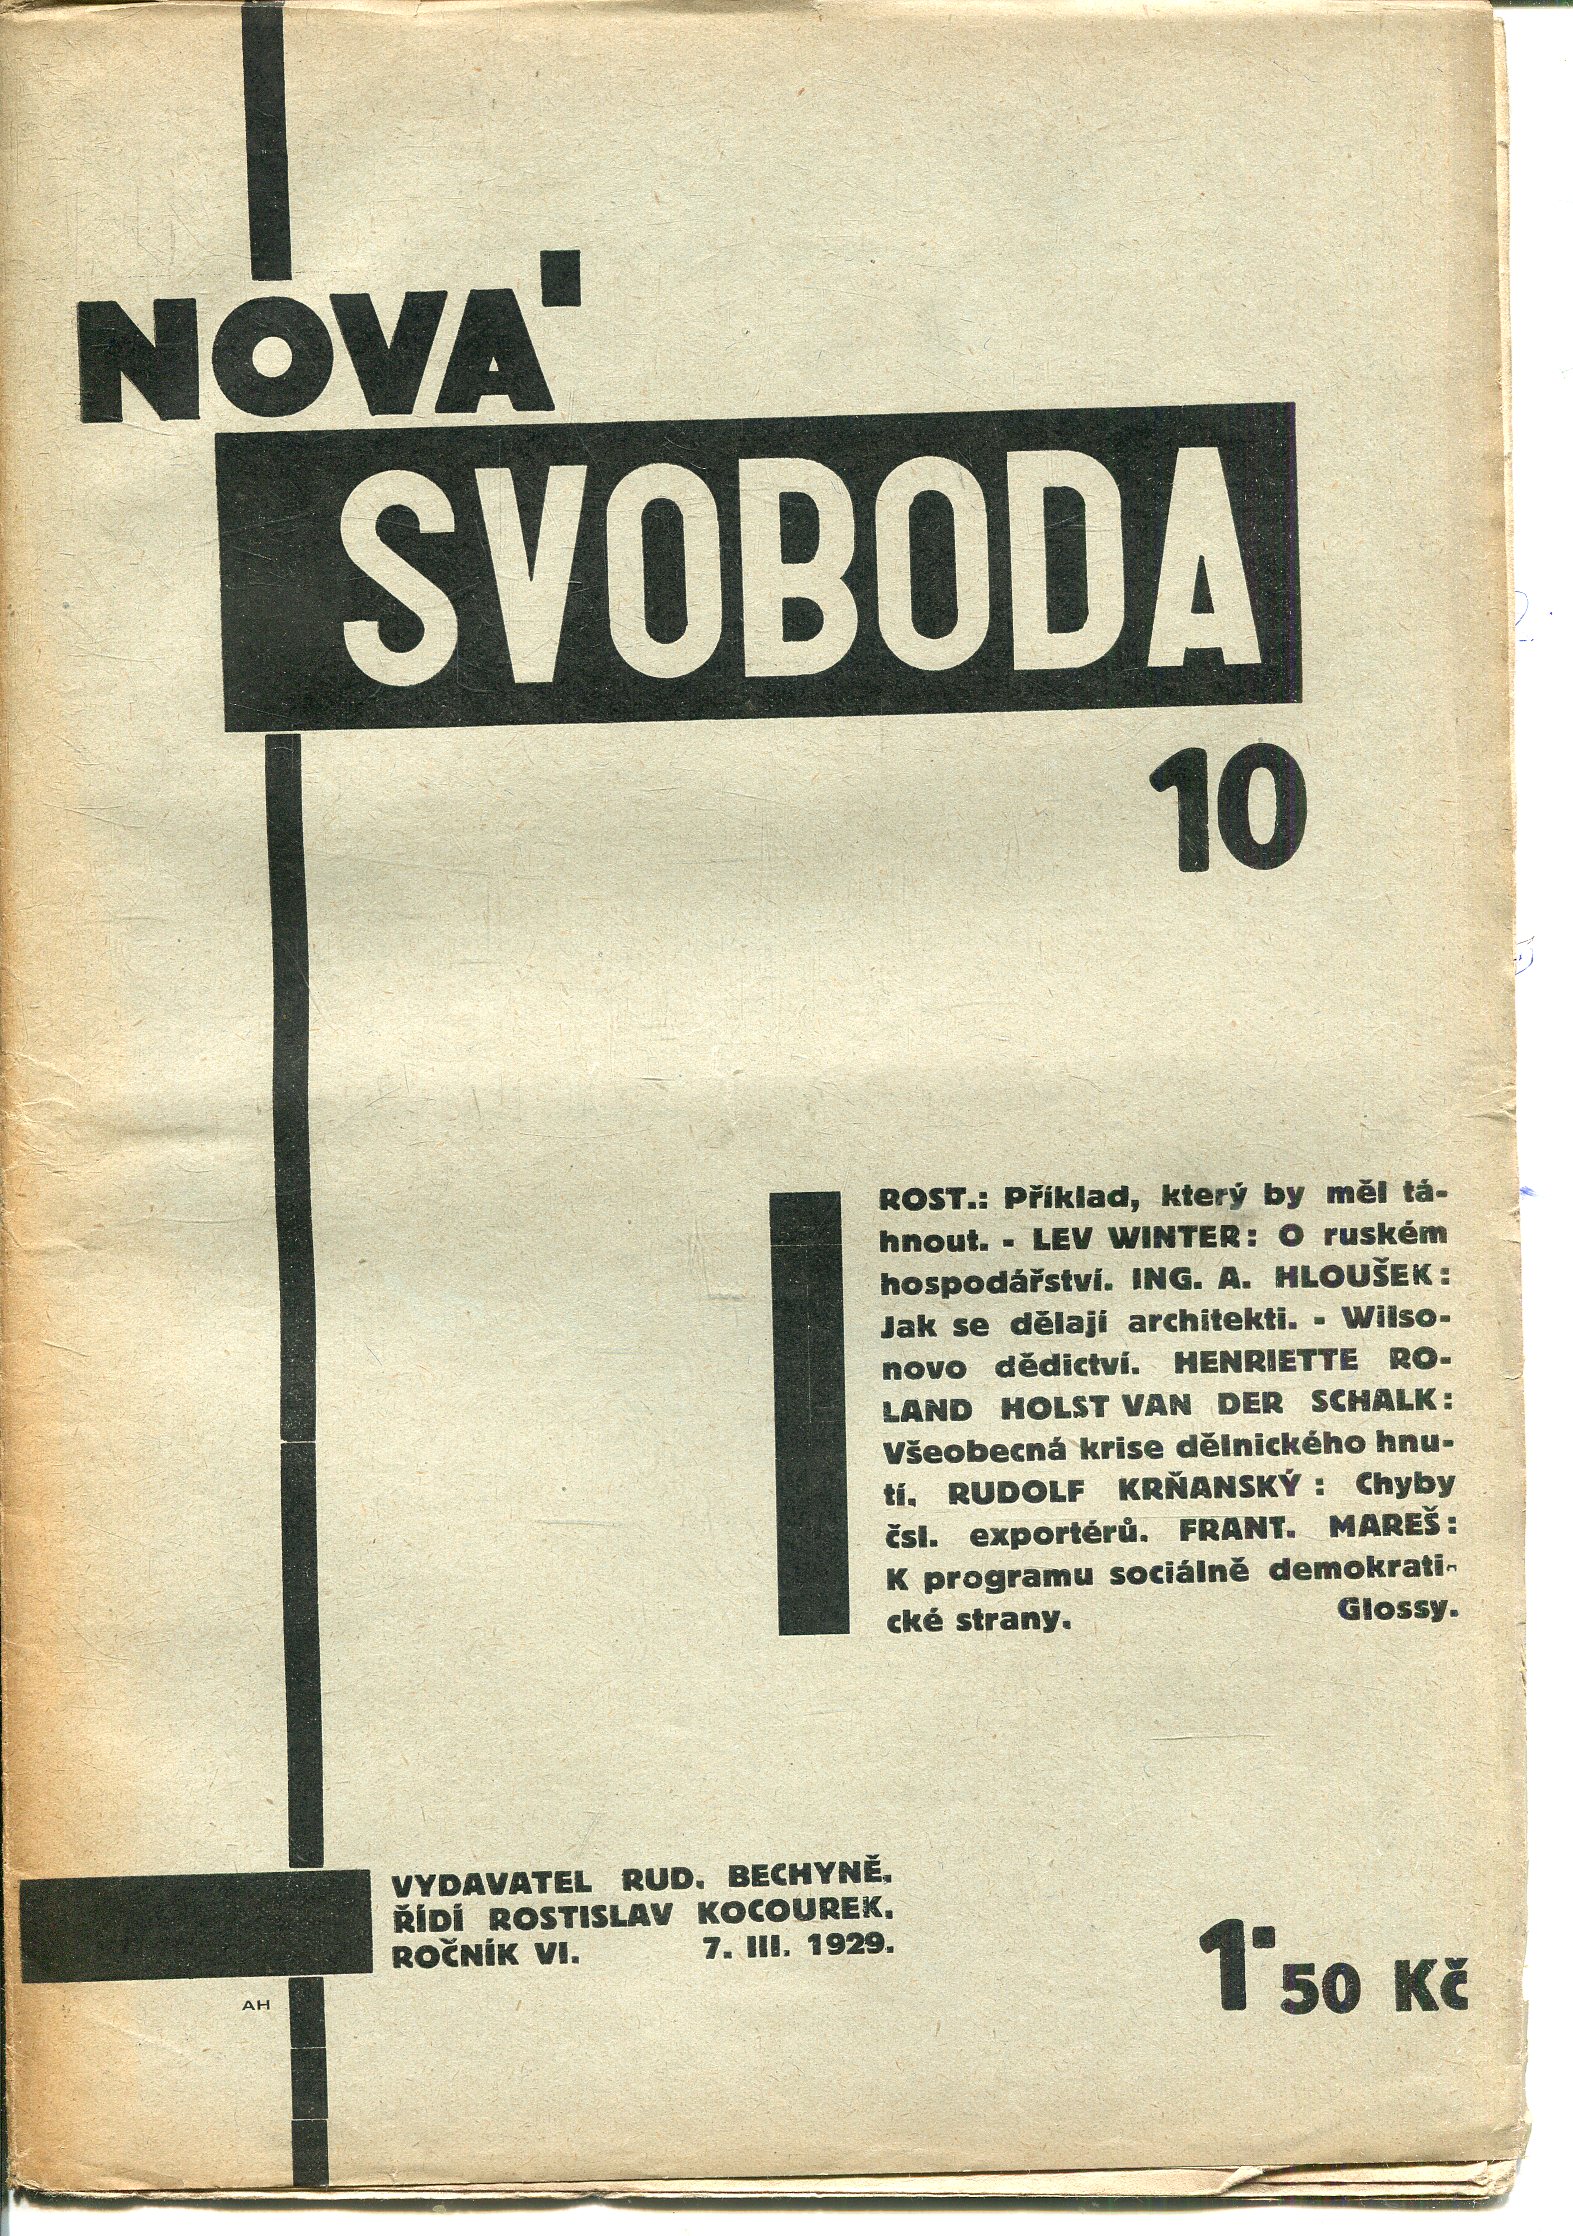 NOVÁ
SVOBODA
10
ROST.: Příklad, který by měl tá-
hnout. - LEV WINTER: O ruském
hospodářství. ING. A. HLOUŠEK:
Jak se dělají architekti. - Wilso-
novo dědictví. HENRIETTE RO-
LAND HOLST VAN DER SCHALK:
Všeobecná krise dělnického hnu-
tí. RUDOLF KRŇANSKÝ: Chyby
čsl. exportérů. FRANT. MAREŠ:
K programu sociálně demokrati-
cké strany. Glossy.
VYDAVATEL RUD. BECHYNĚ.
ŘÍDÍ ROSTISLAV KOCOUREK.
ROČNÍK VI. 7. III. 1929.
AH
1·50 Kč